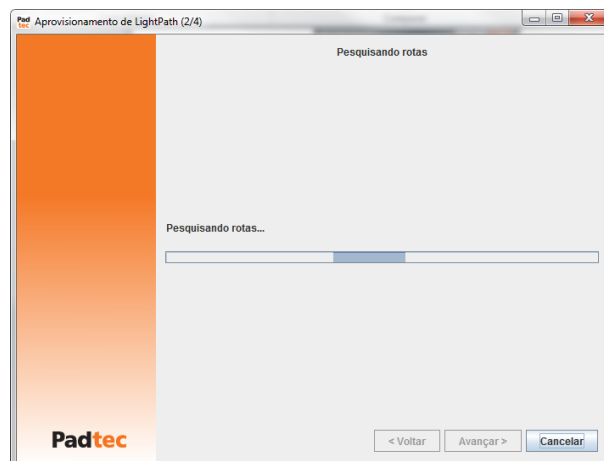 Pad
tec
Aprovisionamento de LightPath (2/4)
Pesquisando rotas
Pesquisando rotas...
Padtec
< Voltar
Avançar >
Cancelar